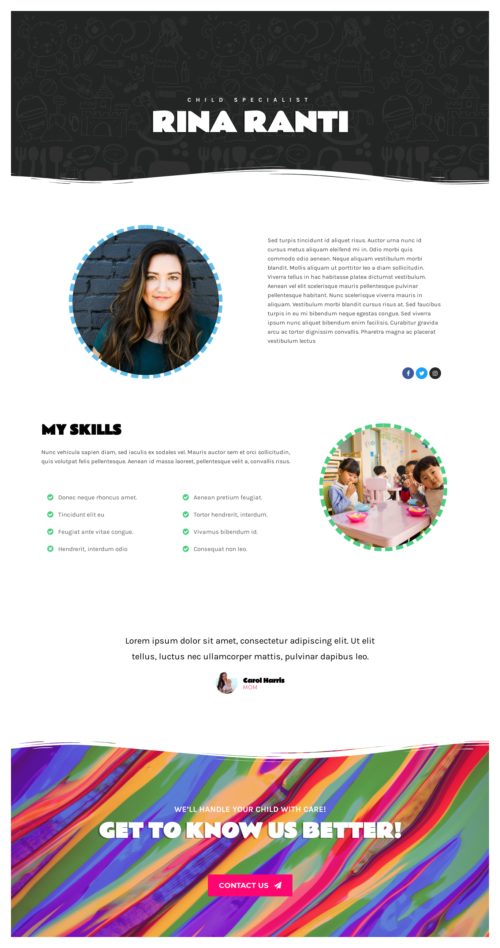 CHILD SPECIALIST
RINA RANTI
Sed turpis tincidunt id aliquet risus. Auctor urna nunc id
cursus metus aliquam eleifend mi in. Odio morbi quis
commodo odio aenean. Neque aliquam vestibulum morbi
blandit. Mollis aliquam ut porttitor leo a diam sollicitudin.
Viverra tellus in hac habitasse platea dictumst vestibulum.
Aenean vel elit scelerisque mauris pellentesque pulvinar
pellentesque habitant. Nunc scelerisque viverra mauris in
aliquam. Vestibulum morbi blandit cursus risus at. Sed faucibus
turpis in eu mi bibendum neque egestas congue. Sed viverra
ipsum nunc aliquet bibendum enim facilisis. Curabitur gravida
arcu ac tortor dignissim convallis. Pharetra magna ac placerat
vestibulum lectus
MY SKILLS
Nunc vehicula sapien diam, sed iaculis ex sodales vel. Mauris auctor sem et orci sollicitudin,
quis volutpat felis pellentesque. Aenean id massa laoreet, pellentesque velit a, convallis risus.
Donec neque rhoncus amet.
Aenean pretium feugiat.
Tincidunt elit eu
Tortor hendrerit, interdum.
Feugiat ante vitae congue.
Vivamus bibendum id.
Hendrerit, interdum odio
Consequat non leo.
Lorem ipsum dolor sit amet, consectetur adipiscing elit. Ut elit
tellus, luctus nec ullamcorper mattis, pulvinar dapibus leo.
Carol Harris
MOM
WE'LL HANDLE YOUR CHILD WITH CARE!
GET TO KNOW US BETTER!
CONTACT US